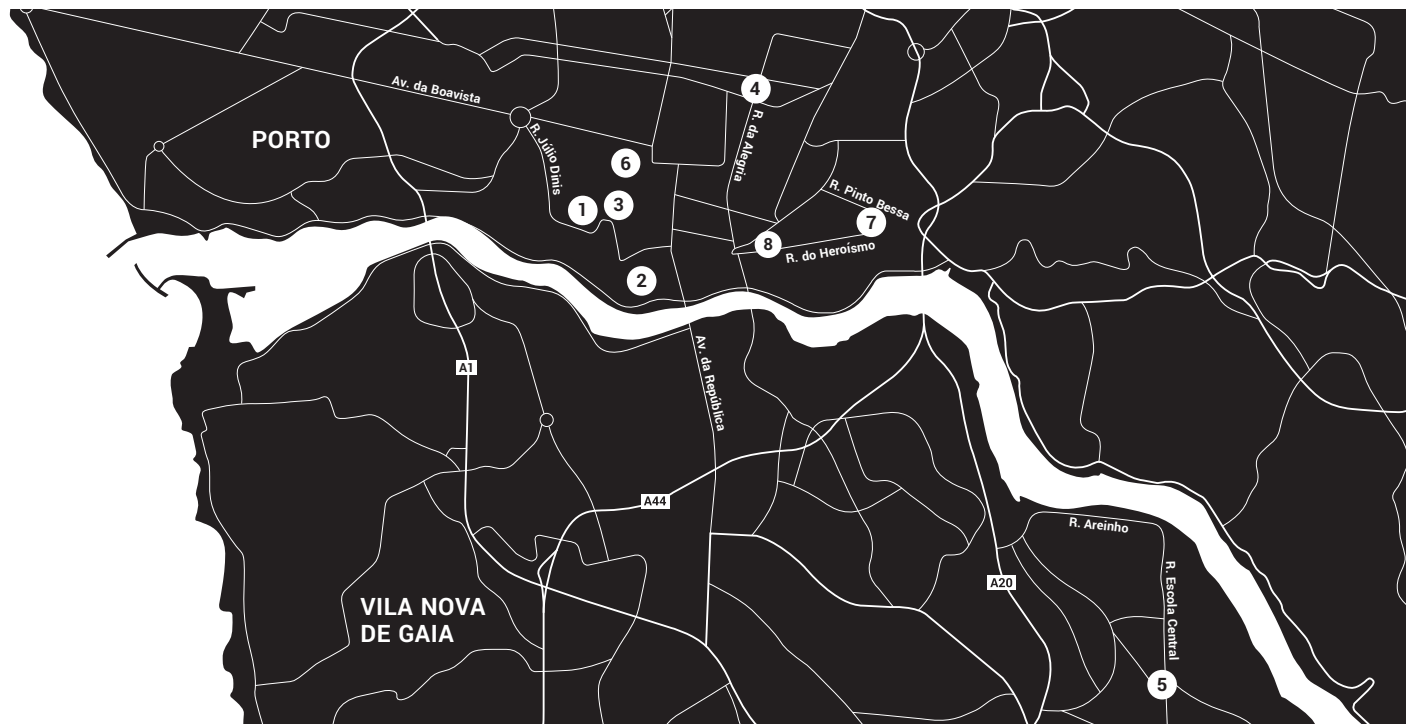 Av. da Boavista
4
PORTO
R. Júlio Dinis
R. da Alegria
6
R. Pinto Bessa
3
1
7
8
R. do Heroísmo
2
Av. da República
A1
A44
R. Areinho
A20
R. Escola Central
VILA NOVA
DE GAIA
5